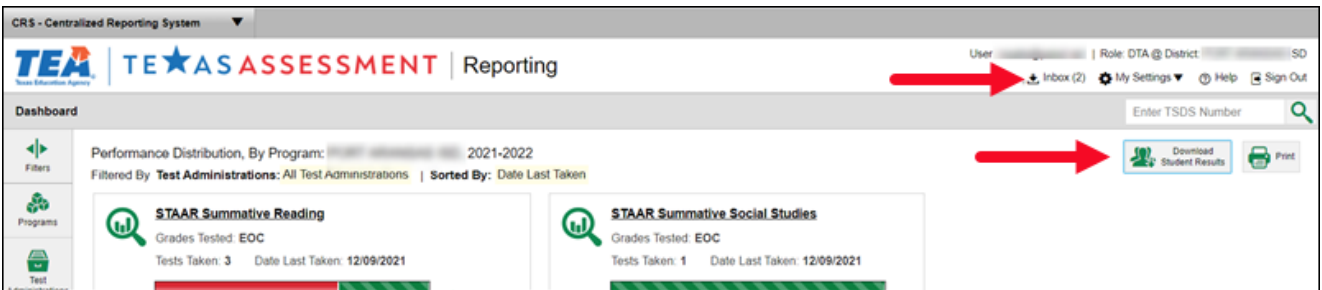 CRS - Centralized Reporting System ▼
TEA
Texas Education Agency
TEXAS ASSESSMENT | Reporting
User | Role: DTA @ District SD
Inbox (2) My Settings ▼ Help Sign Out
Dashboard
Enter TSDS Number
Filters
Performance Distribution, By Program: 2021-2022
Filtered By Test Administrations: All Test Administrations | Sorted By: Date Last Taken
Download Student Results
Print
Programs
Test Administrations
STAAR Summative Reading
Grades Tested: EOC
Tests Taken: 3 Date Last Taken: 12/09/2021
STAAR Summative Social Studies
Grades Tested: EOC
Tests Taken: 1 Date Last Taken: 12/09/2021